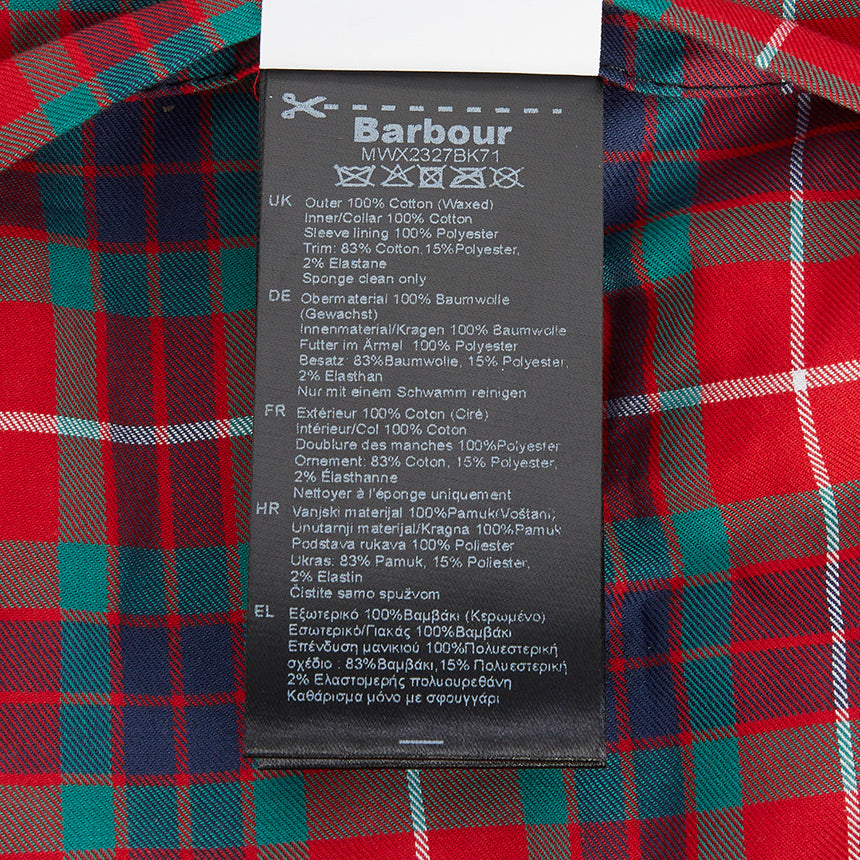 Barbour
MWX2327BK71
UK Outer 100% Cotton (Waxed)
Inner/Collar 100% Cotton
Sleeve lining 100% Polyester
Trim: 83% Cotton,15%Polyester,
2% Elastane
Sponge clean only
DE Obermaterial 100% Baumwolle
(Gewachst)
Innenmaterial/Kragen 100% Baumwolle
Futter im Ärmel 100% Polyester
Besatz: 83%Baumwolle, 15% Polyester,
2% Elasthan
Nur mit einem Schwamm reinigen
FR Extérieur 100% Coton (Ciré)
Intérieur/Col 100% Coton
Doublure des manches 100%Polyester
Ornement: 83% Coton, 15% Polyester,
2% Élasthanne
Nettoyer à l'éponge uniquement
HR Vanjski materijal 100%Pamuk(Voštani)
Unutarnji materijal/Kragna 100%Pamuk
Podstava rukava 100% Poliester
Ukras: 83% Pamuk, 15% Poliester,
2% Elastin
Čistite samo spužvom
EL Εξωτερικό 100%Βαμβάκι (Κερωμένο)
Εσωτερικό/Γιακάς 100%Βαμβάκι
Επένδυση μανικιού 100%Πολυεστερική
σχέδιο : 83%Βαμβάκι,15% Πολυεστερική
2% Ελαστομερής πολυουρεθάνη
Καθάρισμα μόνο με σφουγγάρι